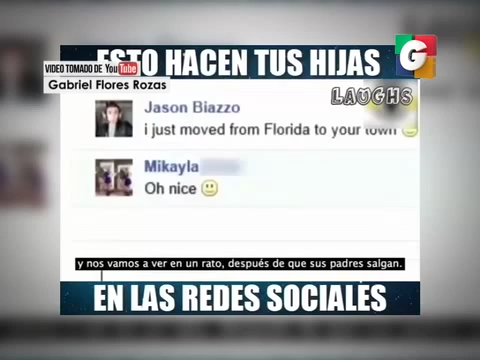 ESTO HACEN TUS HIJAS
VIDEO TOMADO DE YouTube
Gabriel Flores Rozas
G
LAUGHS
Jason Biazzo
i just moved from Florida to your town
Mikayla
Oh nice
y nos vamos a ver en un rato, después de que sus padres salgan.
EN LAS REDES SOCIALES